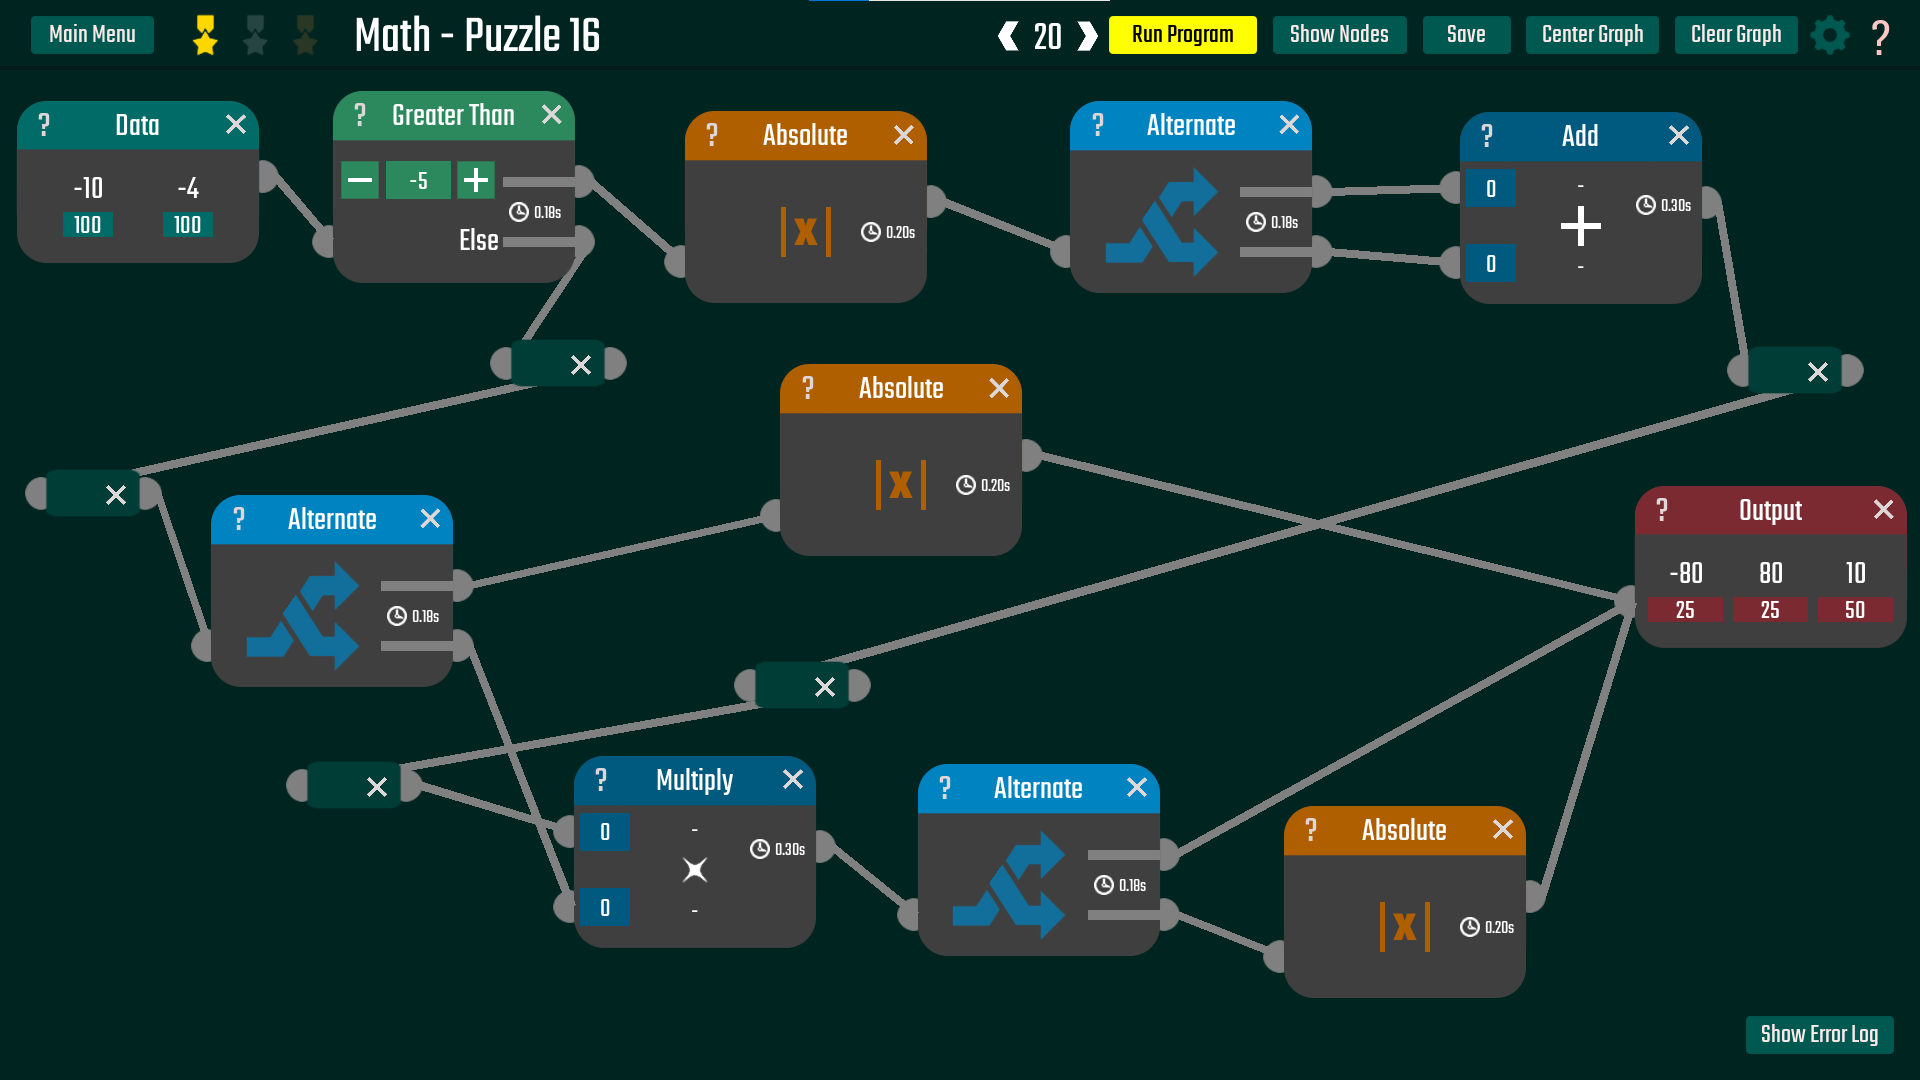 Main Menu
Math - Puzzle 16
20
Run Program
Show Nodes
Save
Center Graph
Clear Graph
?
? Data
-10 -4
100 100
? Greater Than
-5
0.18s
Else
? Absolute
|x|
0.20s
? Alternate
0.18s
? Add
0 -
0.30s
+
0 -
? Absolute
|x|
0.20s
? Alternate
0.18s
? Output
-80 80 10
25 25 50
? Multiply
0 -
0.30s
0 -
? Alternate
0.18s
? Absolute
|x|
0.20s
Show Error Log